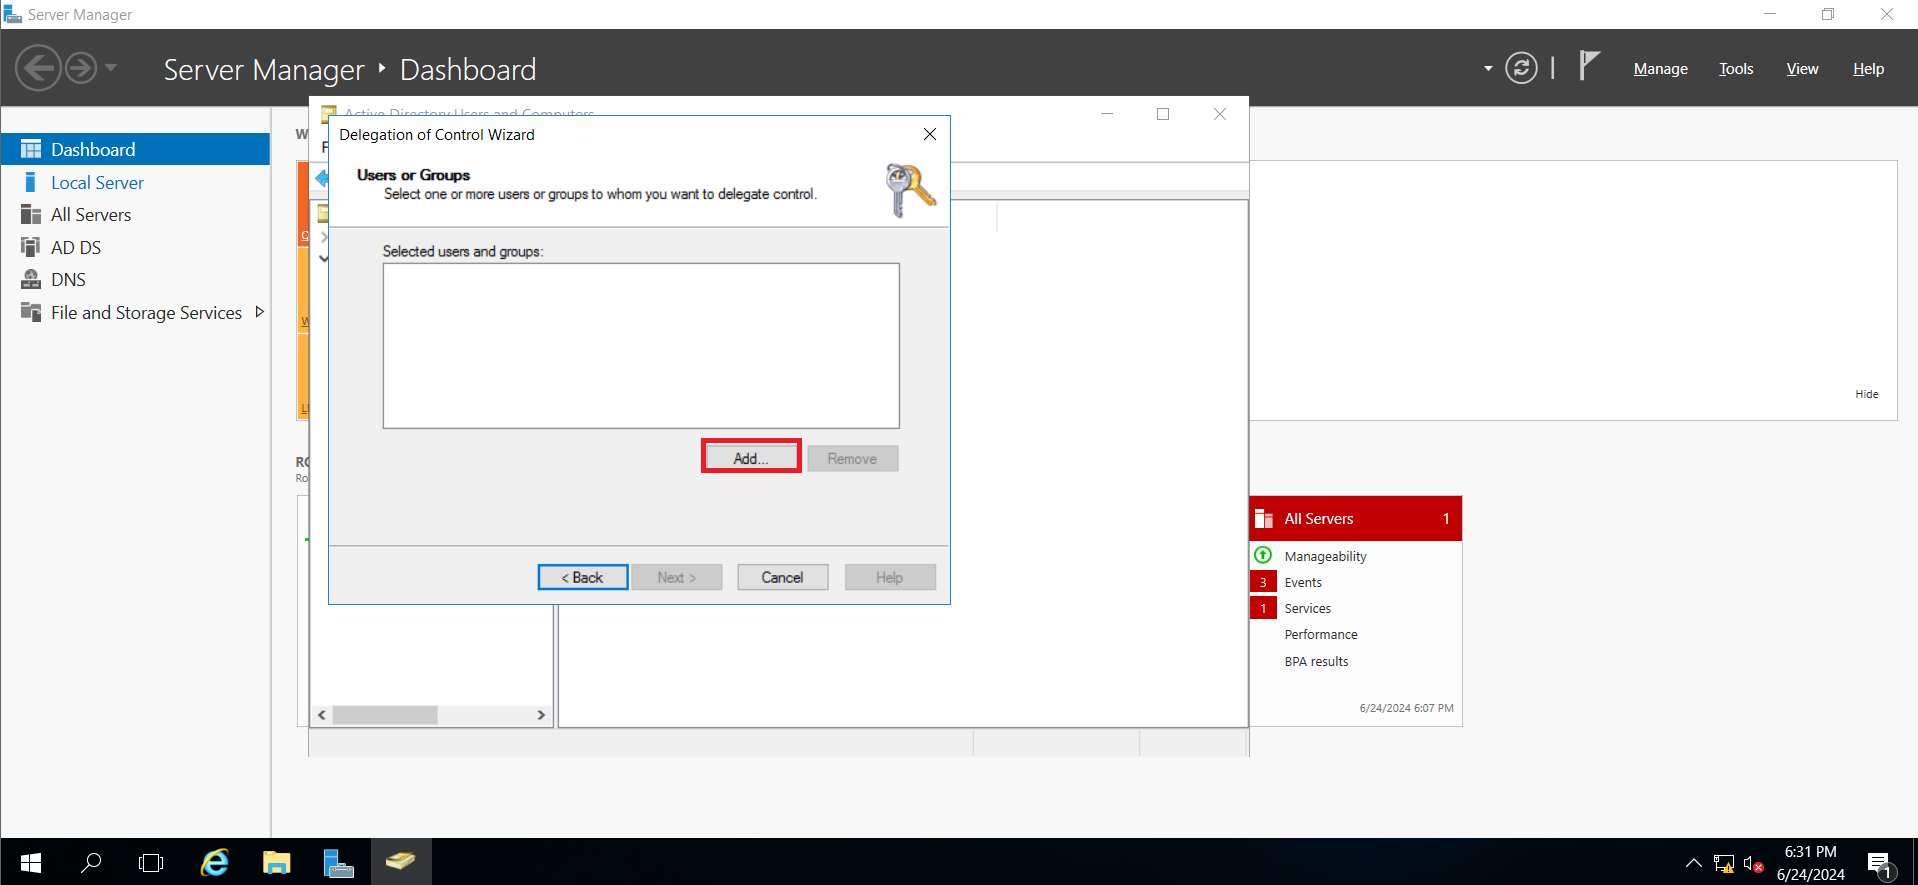 Server Manager
Server Manager ‣ Dashboard
Manage
Tools
View
Help
Dashboard
Local Server
All Servers
AD DS
DNS
File and Storage Services
Active Directory Users and Computers
Delegation of Control Wizard
Users or Groups
Select one or more users or groups to whom you want to delegate control.
Selected users and groups:
Add...
Remove
< Back
Next >
Cancel
Help
Hide
All Servers
1
Manageability
3
Events
1
Services
Performance
BPA results
6/24/2024 6:07 PM
6:31 PM
6/24/2024
1